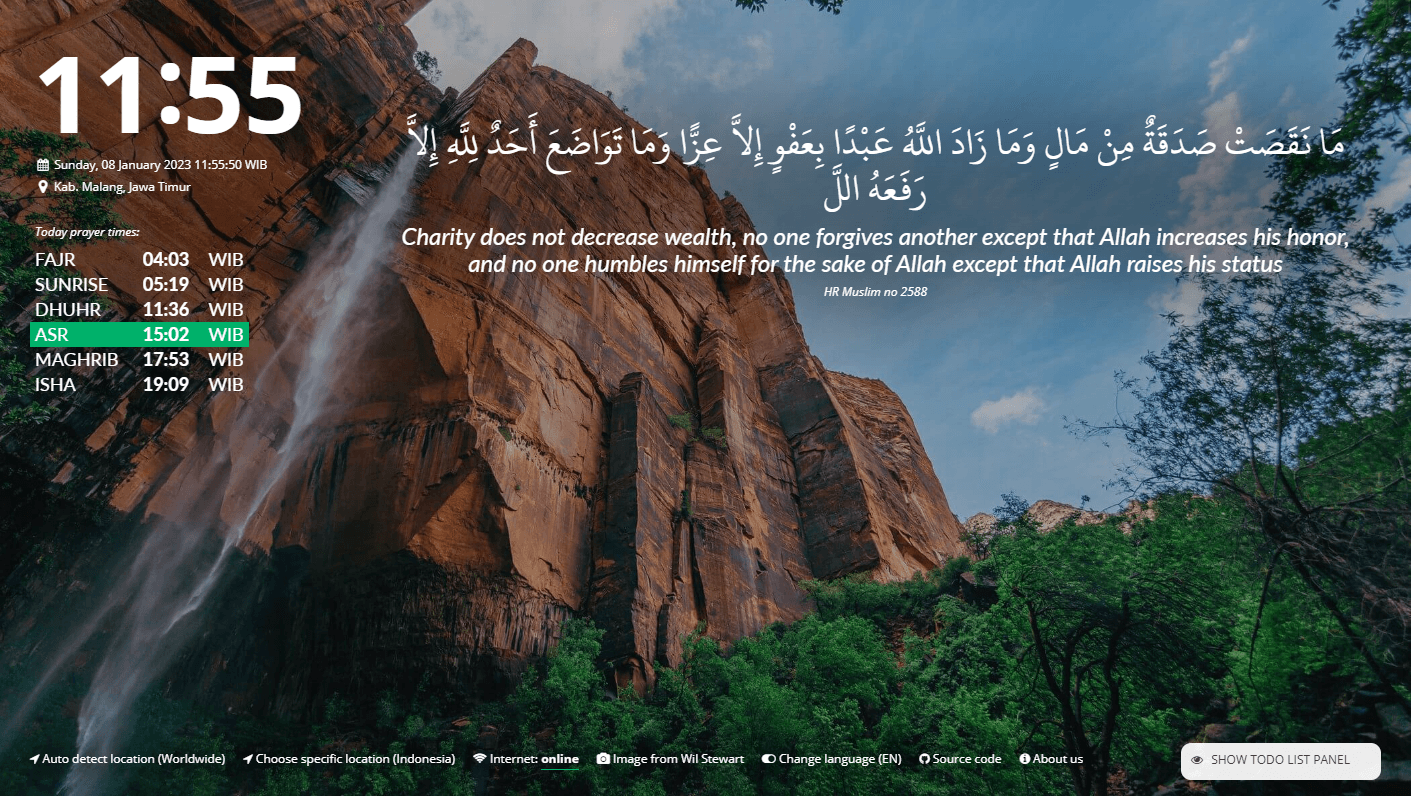 11:55
Sunday, 08 January 2023 11:55:50 WIB
Kab. Malang, Jawa Timur
Today prayer times:
FAJR 04:03 WIB
SUNRISE 05:19 WIB
DHUHR 11:36 WIB
ASR 15:02 WIB
MAGHRIB 17:53 WIB
ISHA 19:09 WIB
مَا نَقَصَتْ صَدَقَةٌ مِنْ مَالٍ وَمَا زَادَ اللَّهُ عَبْدًا بِعَفْوٍ إِلاَّ عِزًّا وَمَا تَوَاضَعَ أَحَدٌ لِلَّهِ إِلاَّ
رَفَعَهُ اللَّ
Charity does not decrease wealth, no one forgives another except that Allah increases his honor,
and no one humbles himself for the sake of Allah except that Allah raises his status
HR Muslim no 2588
Auto detect location (Worldwide) Choose specific location (Indonesia) Internet: online Image from Wil Stewart Change language (EN) Source code About us
SHOW TODO LIST PANEL